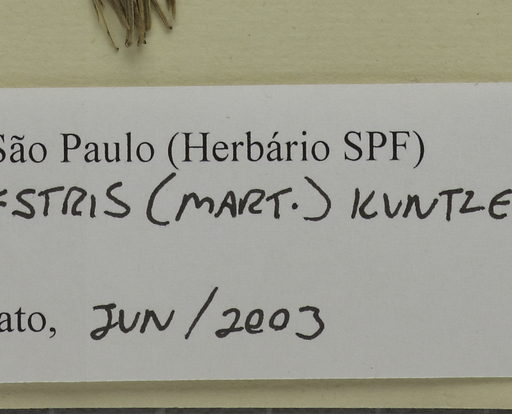 São Paulo (Herbário SPF)
ESTRIS (MART.) KUNTZE
ato, JUN/2003